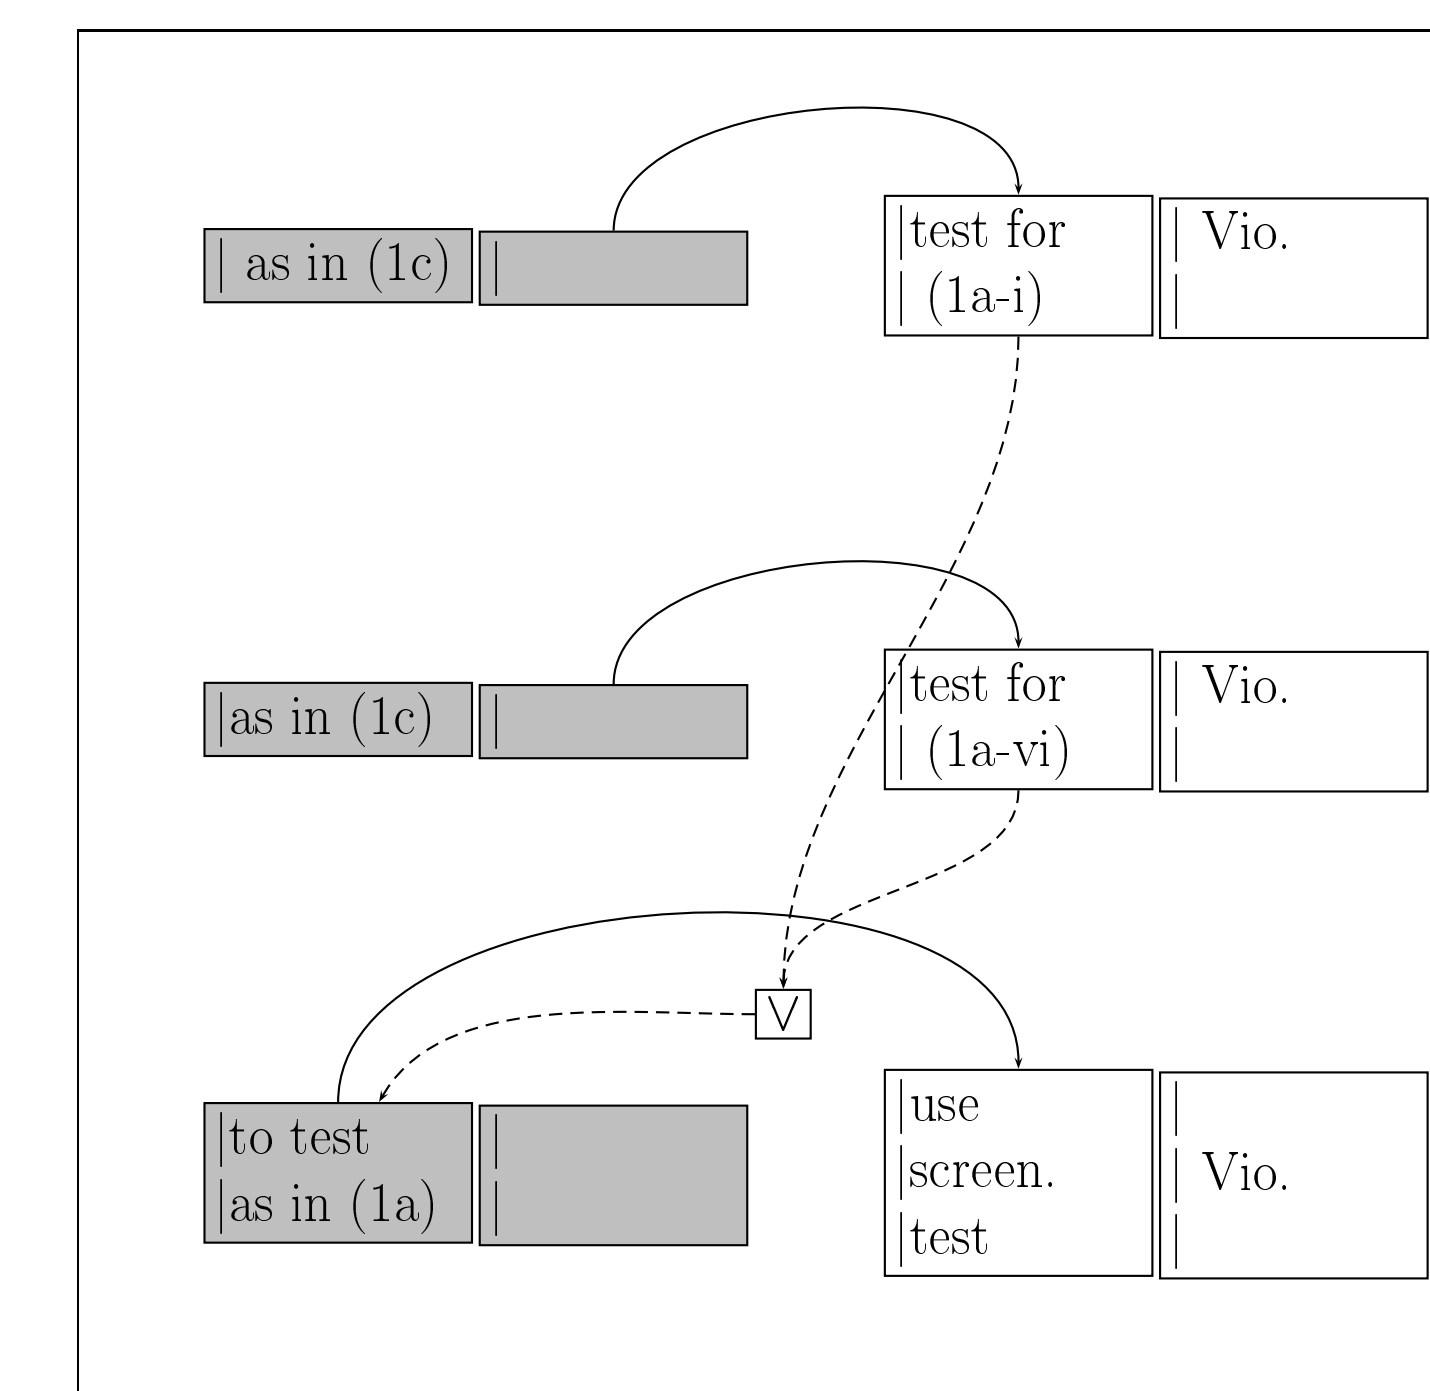 | as in (1c)
|
|test for
| (1a-i)
| Vio.
|
|as in (1c)
|
|test for
| (1a-vi)
| Vio.
|
V
|to test
|as in (1a)
|
|
|use
|screen.
|test
|
| Vio.
|